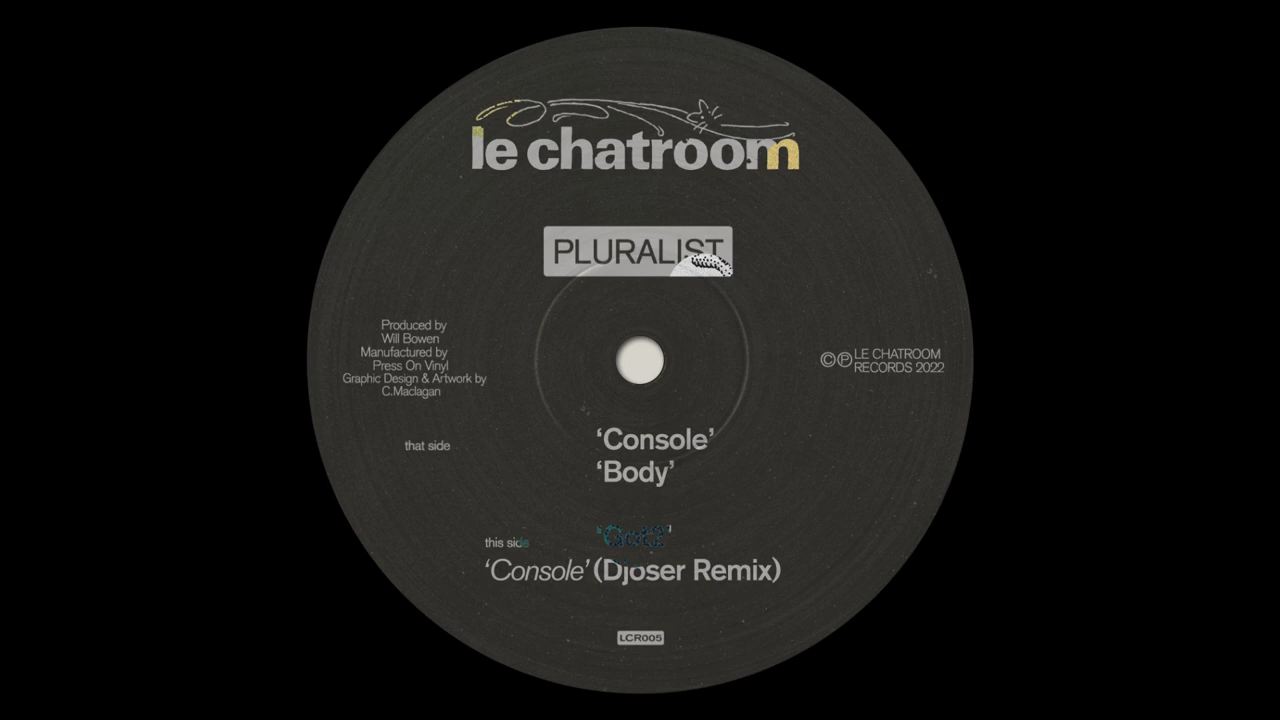 le chatroom
PLURALIST
Produced by
Will Bowen
Manufactured by
Press On Vinyl
Graphic Design & Artwork by
C.Maclagan
©℗ LE CHATROOM
RECORDS 2022
that side
‘Console’
‘Body’
this side
‘Got2’
‘Console’ (Djoser Remix)
LCR005